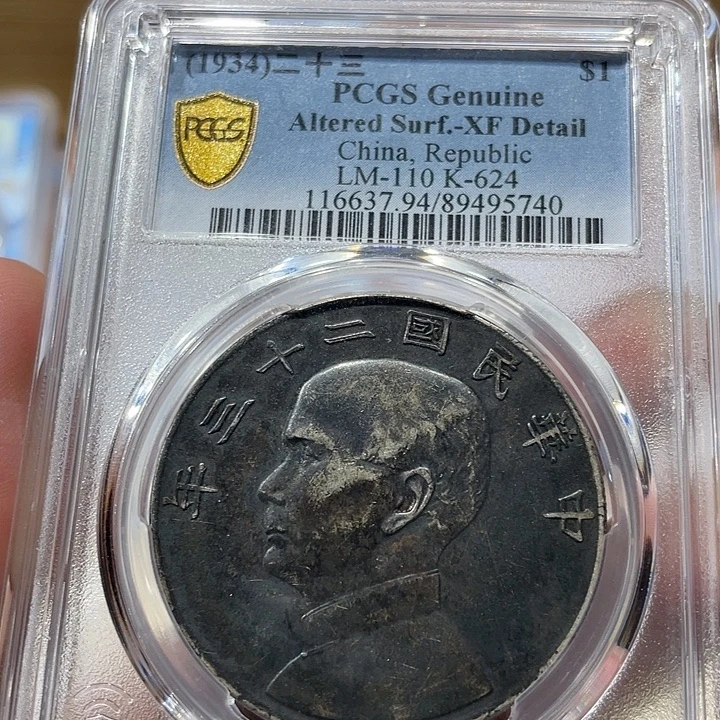 (1934)二十三 $1
PCGS Genuine
PCGS
Altered Surf.-XF Detail
China, Republic
LM-110 K-624
116637.94/89495740
中華民國二十三年